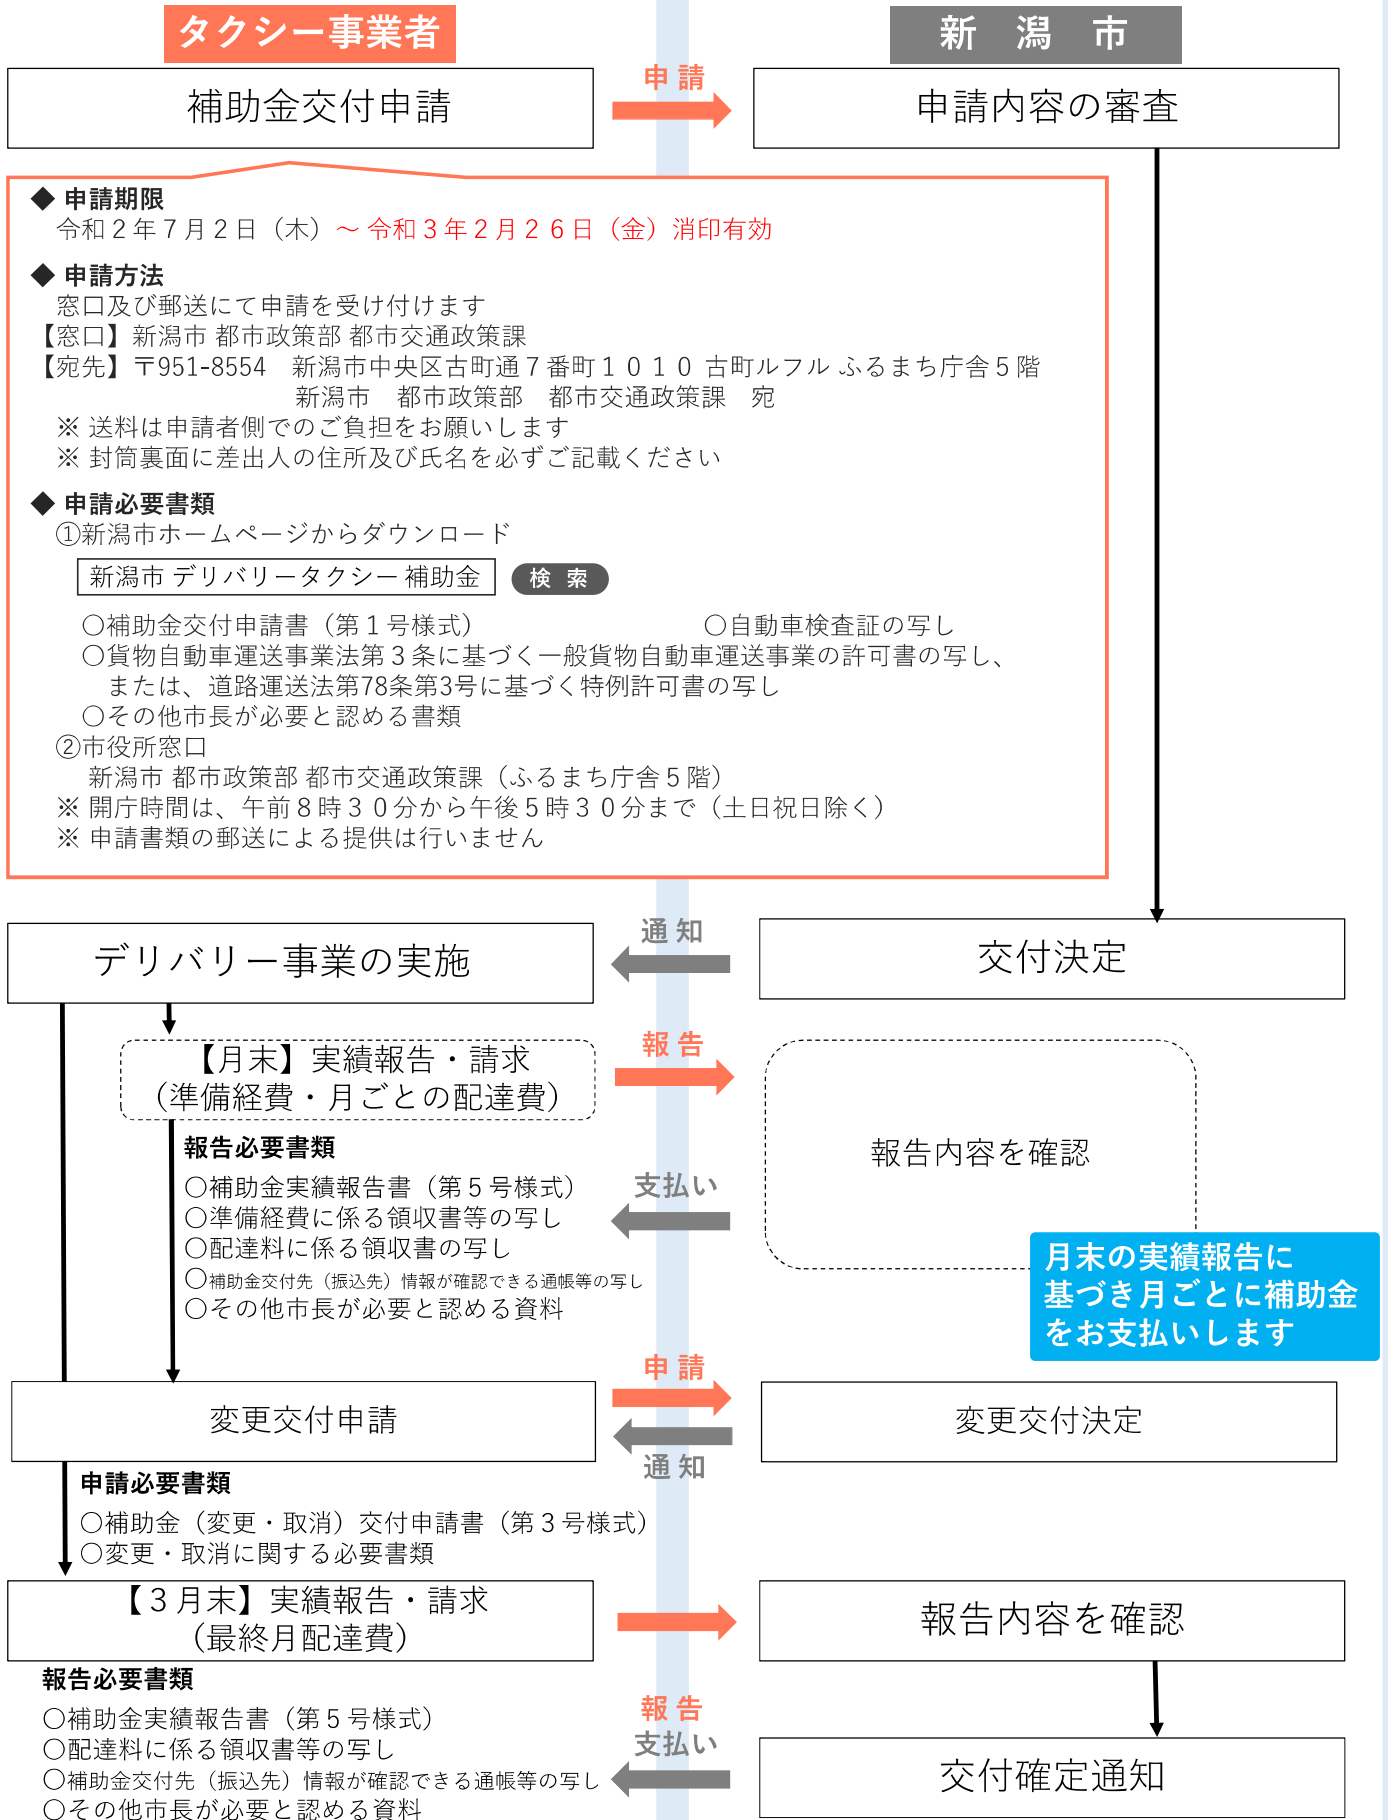 タクシー事業者
新　潟　市
補助金交付申請
申請
申請内容の審査
◆ 申請期限
令和２年７月２日（木）～ 令和３年２月２６日（金）消印有効
◆ 申請方法
窓口及び郵送にて申請を受け付けます
【窓口】新潟市 都市政策部 都市交通政策課
【宛先】〒951-8554　新潟市中央区古町通７番町１０１０ 古町ルフル ふるまち庁舎５階
新潟市　都市政策部　都市交通政策課　宛
※ 送料は申請者側でのご負担をお願いします
※ 封筒裏面に差出人の住所及び氏名を必ずご記載ください
◆ 申請必要書類
①新潟市ホームページからダウンロード
新潟市 デリバリータクシー 補助金　検 索
○補助金交付申請書（第１号様式）　○自動車検査証の写し
○貨物自動車運送事業法第３条に基づく一般貨物自動車運送事業の許可書の写し、
または、道路運送法第78条第3号に基づく特例許可書の写し
○その他市長が必要と認める書類
②市役所窓口
新潟市 都市政策部 都市交通政策課（ふるまち庁舎５階）
※ 開庁時間は、午前８時３０分から午後５時３０分まで（土日祝日除く）
※ 申請書類の郵送による提供は行いません
デリバリー事業の実施
通知
交付決定
【月末】実績報告・請求
（準備経費・月ごとの配達費）
報告
報告内容を確認
報告必要書類
○補助金実績報告書（第５号様式）
○準備経費に係る領収書等の写し
○配達料に係る領収書の写し
○補助金交付先（振込先）情報が確認できる通帳等の写し
○その他市長が必要と認める資料
支払い
月末の実績報告に
基づき月ごとに補助金
をお支払いします
変更交付申請
申請
通知
変更交付決定
申請必要書類
○補助金（変更・取消）交付申請書（第３号様式）
○変更・取消に関する必要書類
【３月末】実績報告・請求
（最終月配達費）
報告内容を確認
報告必要書類
○補助金実績報告書（第５号様式）
○配達料に係る領収書等の写し
○補助金交付先（振込先）情報が確認できる通帳等の写し
○その他市長が必要と認める資料
報告
支払い
交付確定通知